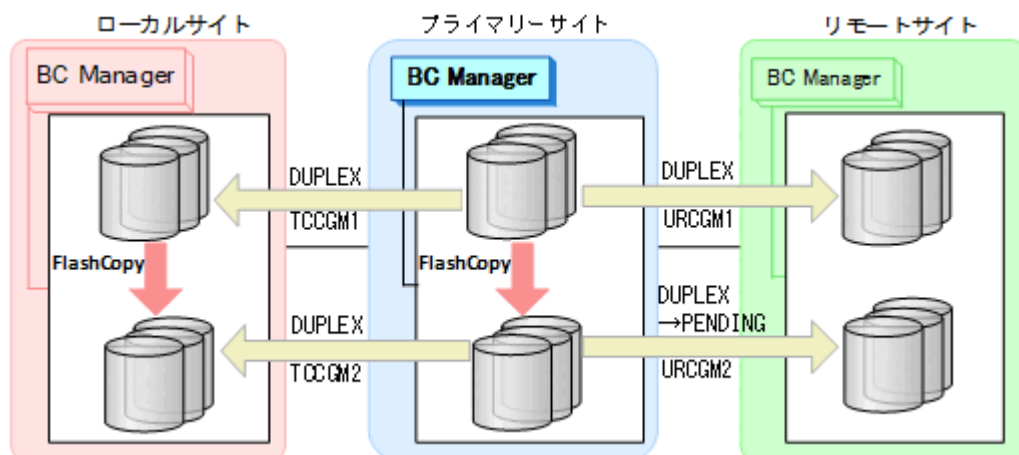 ローカルサイト
プライマリーサイト
リモートサイト
BC Manager
BC Manager
BC Manager
DUPLEX
TCCGM1
DUPLEX
URCGM1
FlashCopy
FlashCopy
DUPLEX
TCCGM2
DUPLEX
→PENDING
URCGM2